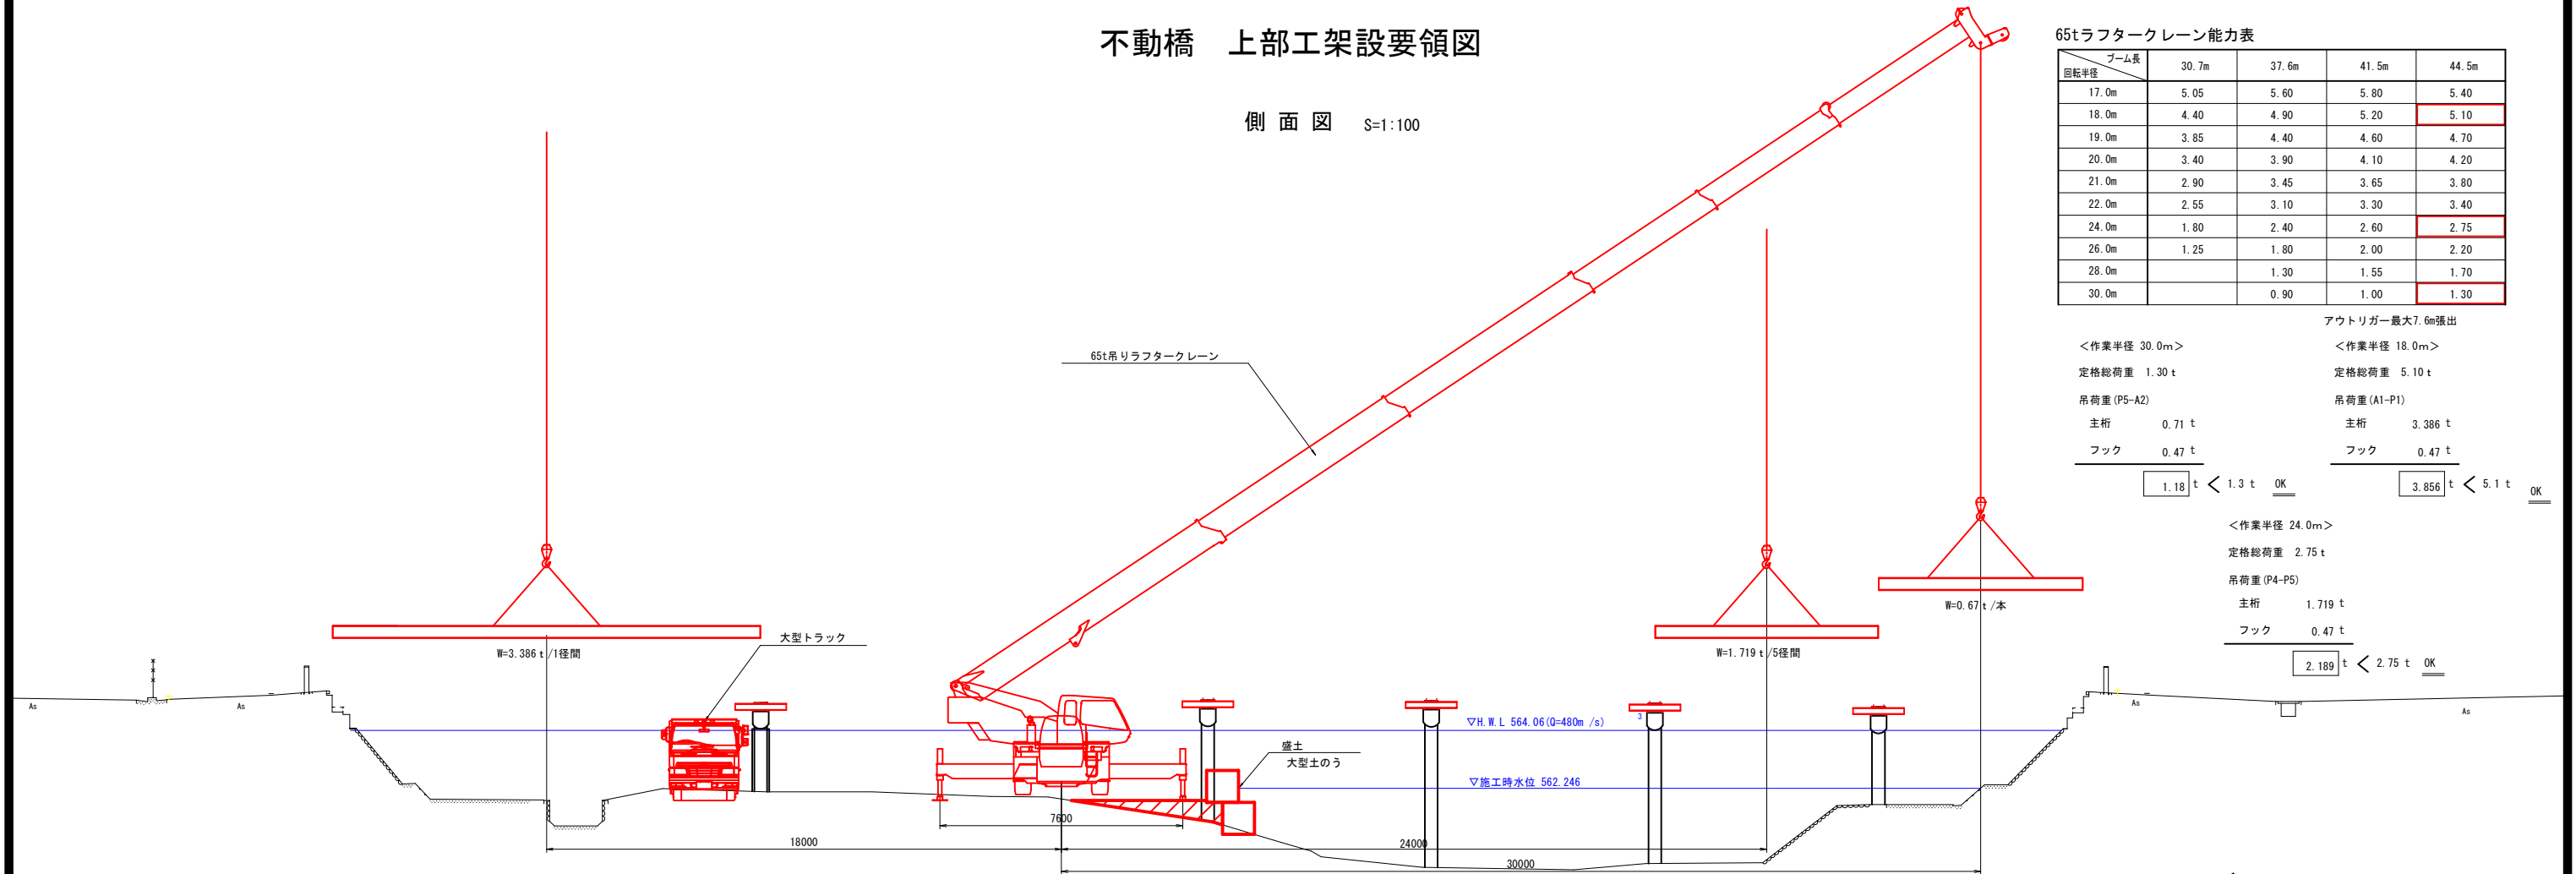 不動橋　上部工架設要領図
側 面 図　S=1:100
65tラフタークレーン能力表
ブーム長
回転半径 30.7m 37.6m 41.5m 44.5m
17.0m 5.05 5.60 5.80 5.40
18.0m 4.40 4.90 5.20 5.10
19.0m 3.85 4.40 4.60 4.70
20.0m 3.40 3.90 4.10 4.20
21.0m 2.90 3.45 3.65 3.80
22.0m 2.55 3.10 3.30 3.40
24.0m 1.80 2.40 2.60 2.75
26.0m 1.25 1.80 2.00 2.20
28.0m 1.30 1.55 1.70
30.0m 0.90 1.00 1.30
アウトリガー最大7.6m張出
＜作業半径 30.0m＞
定格総荷重 1.30 t
吊荷重(P5-A2)
主桁 0.71 t
フック 0.47 t
1.18 t ＜ 1.3 t OK
＜作業半径 18.0m＞
定格総荷重 5.10 t
吊荷重(A1-P1)
主桁 3.386 t
フック 0.47 t
3.856 t ＜ 5.1 t OK
＜作業半径 24.0m＞
定格総荷重 2.75 t
吊荷重(P4-P5)
主桁 1.719 t
フック 0.47 t
2.189 t ＜ 2.75 t OK
65t吊りラフタークレーン
W=0.67 t /本
大型トラック
W=3.386 t /1径間
W=1.719 t /5径間
As
As
As
As
▽H.W.L 564.06(Q=480m /s)
3
盛土
大型土のう
▽施工時水位 562.246
7600
18000
24000
30000